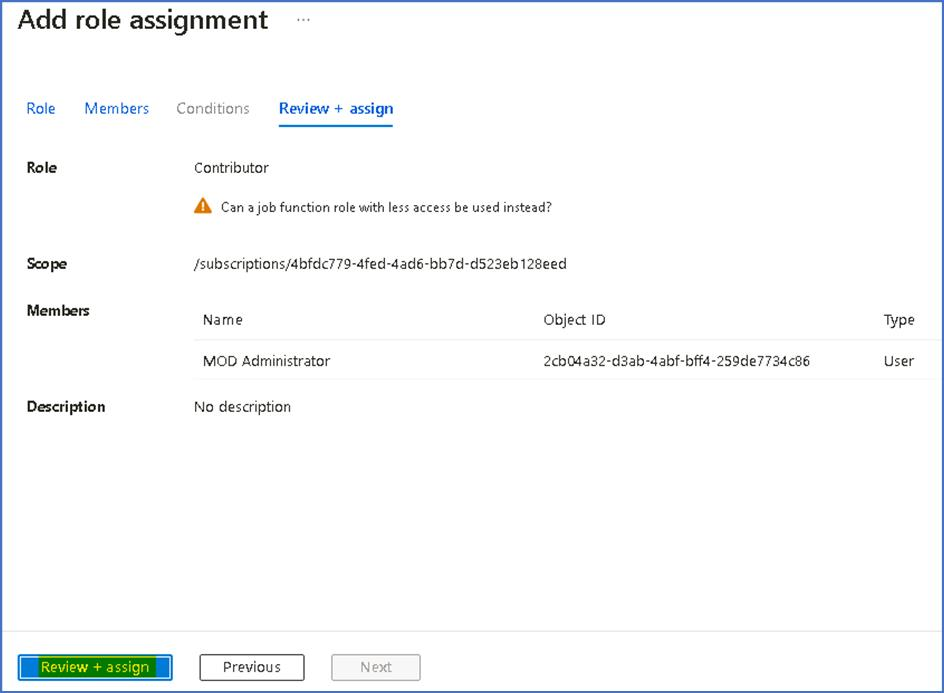 Add role assignment ...
Role Members Conditions Review + assign
Role Contributor
Can a job function role with less access be used instead?
Scope /subscriptions/4bfdc779-4fed-4ad6-bb7d-d523eb128eed
Members
Name Object ID Type
MOD Administrator 2cb04a32-d3ab-4abf-bff4-259de7734c86 User
Description No description
Review + assign Previous Next